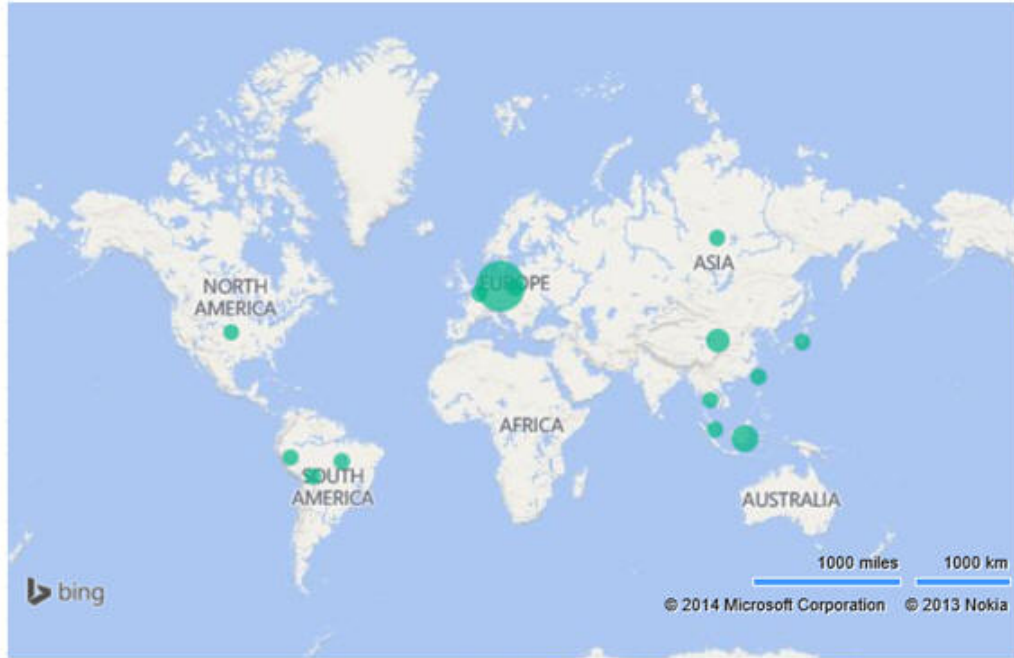 ASIA
EUROPE
NORTH
AMERICA
AFRICA
SOUTH
AMERICA
AUSTRALIA
1000 miles 1000 km
bing
© 2014 Microsoft Corporation © 2013 Nokia